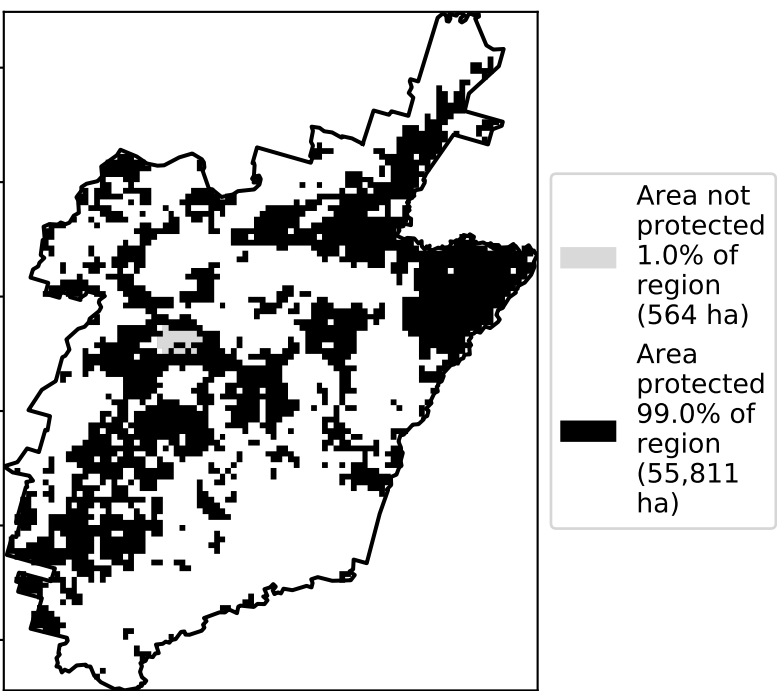 Area not
protected
1.0% of
region
(564 ha)
Area
protected
99.0% of
region
(55,811
ha)